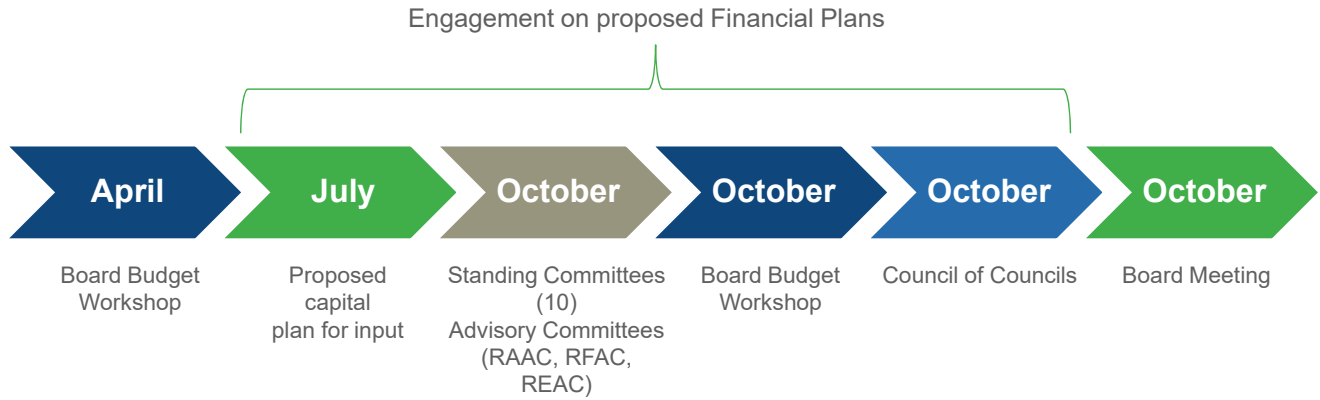 Engagement on proposed Financial Plans
April
July
October
October
October
October
Board Budget
Workshop
Proposed
capital
plan for input
Standing Committees
(10)
Advisory Committees
(RAAC, RFAC,
REAC)
Board Budget
Workshop
Council of Councils
Board Meeting